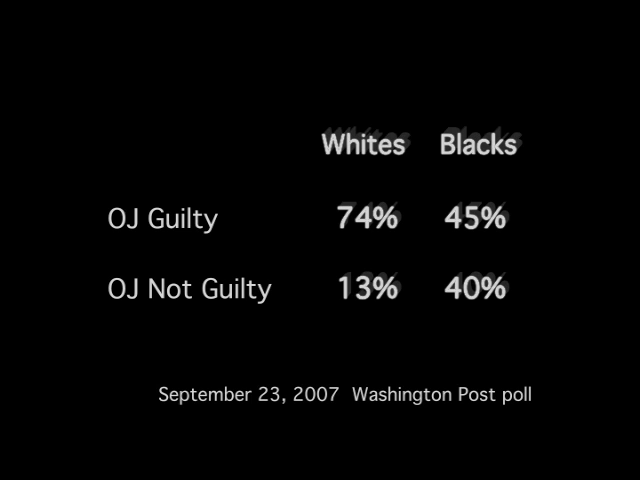 Whites Blacks
OJ Guilty 74% 45%
OJ Not Guilty 13% 40%
September 23, 2007 Washington Post poll